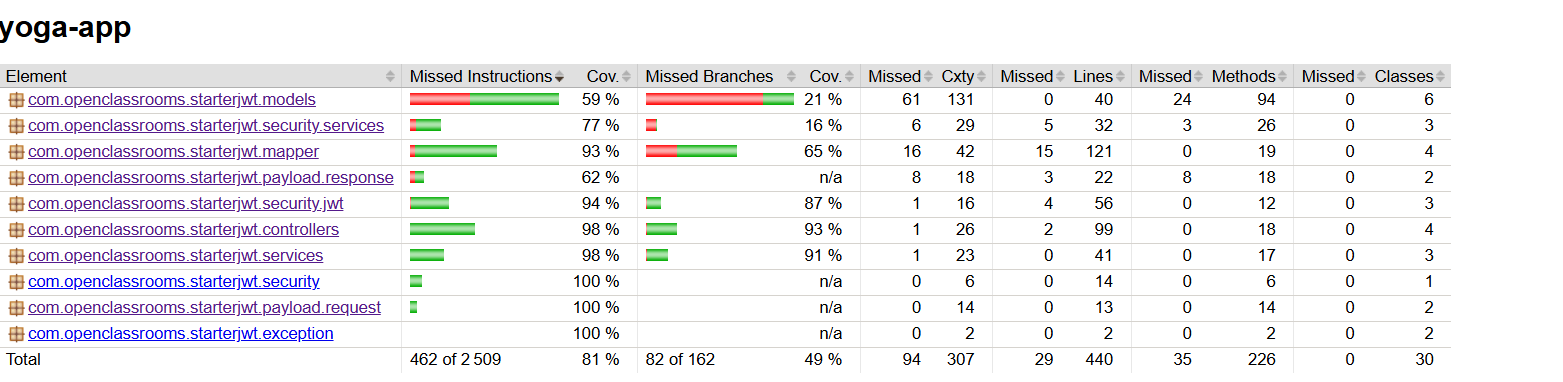 yoga-app
Element Missed Instructions Cov. Missed Branches Cov. Missed Cxty Missed Lines Missed Methods Missed Classes
com.openclassrooms.starterjwt.models 59 % 21 % 61 131 0 40 24 94 0 6
com.openclassrooms.starterjwt.security.services 77 % 16 % 6 29 5 32 3 26 0 3
com.openclassrooms.starterjwt.mapper 93 % 65 % 16 42 15 121 0 19 0 4
com.openclassrooms.starterjwt.payload.response 62 % n/a 8 18 3 22 8 18 0 2
com.openclassrooms.starterjwt.security.jwt 94 % 87 % 1 16 4 56 0 12 0 3
com.openclassrooms.starterjwt.controllers 98 % 93 % 1 26 2 99 0 18 0 4
com.openclassrooms.starterjwt.services 98 % 91 % 1 23 0 41 0 17 0 3
com.openclassrooms.starterjwt.security 100 % n/a 0 6 0 14 0 6 0 1
com.openclassrooms.starterjwt.payload.request 100 % n/a 0 14 0 13 0 14 0 2
com.openclassrooms.starterjwt.exception 100 % n/a 0 2 0 2 0 2 0 2
Total 462 of 2 509 81 % 82 of 162 49 % 94 307 29 440 35 226 0 30